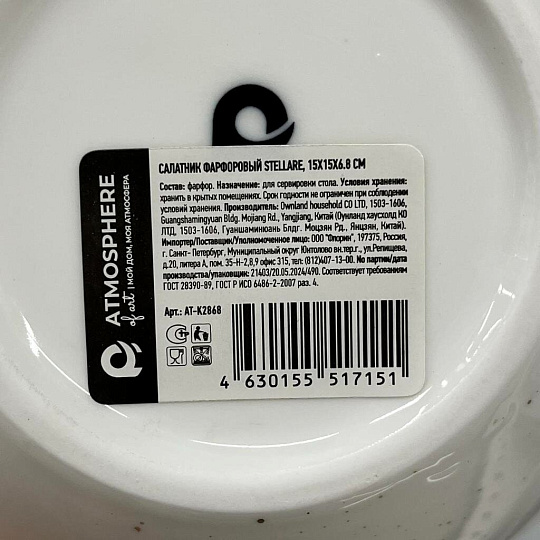 ATMOSPHERE
of art | МОЙ ДОМ, МОЯ АТМОСФЕРА
САЛАТНИК ФАРФОРОВЫЙ STELLARE, 15X15X6.8 СМ
Состав: фарфор. Назначение: для сервировки стола. Условия хранения:
хранить в крытых помещениях. Срок годности не ограничен при соблюдении
условий хранения. Производитель: Ownland household CO LTD, 1503-1606,
Guangshamingyuan Bldg. Mojiang Rd., Yangjiang, Китай (Оунланд хаусхолд КО
ЛТД, 1503-1606, Гуаншаминюань Блдг. Моцзян Рд., Янцзян, Китай).
Импортер/Поставщик/Уполномоченное лицо: ООО "Флорин", 197375, Россия,
г. Санкт- Петербург, Муниципальный округ Юнтолово вн.тер.г., ул.Репищева,
д.20, литера А, пом. 35-Н-2,8,9 офис 315, тел: (812)407-13-00. No партии/дата
производства/упаковщик: 21403/20.05.2024/490. Соответствует требованиям
ГОСТ 28390-89, ГОСТ Р ИСО 6486-2-2007 раз. 4.
Арт.: AT-K2868
4 630155 517151